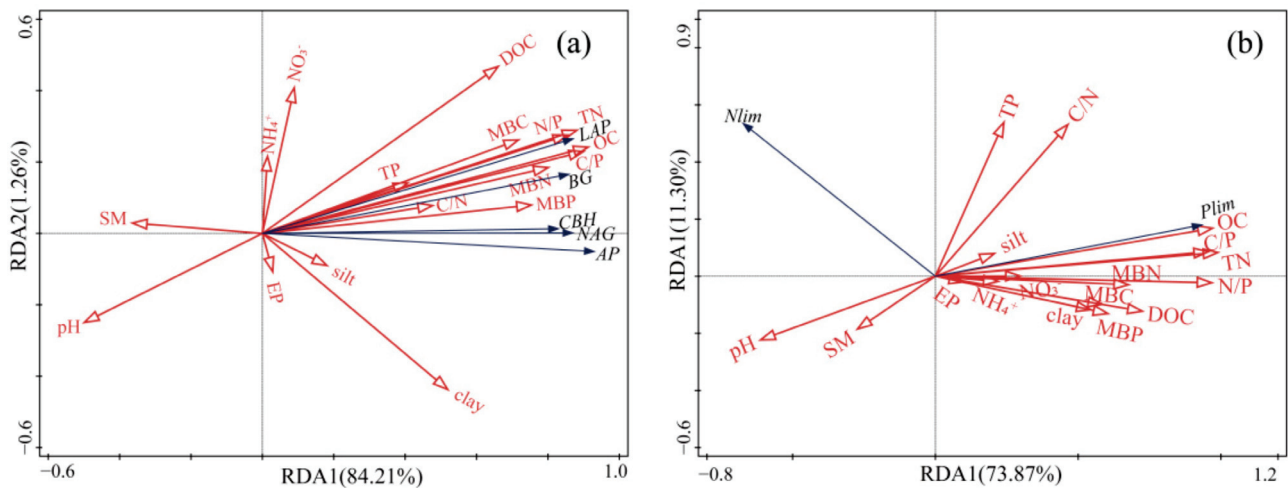 (a)
0.6
NO₃⁻
DOC
NH₄⁺
MBC
N/P
TN
LAP
OC
C/P
TP
BG
MBN
C/N
MBP
SM
CBH
NAG
AP
silt
EP
pH
clay
RDA2(1.26%)
-0.6
−0.6
RDA1(84.21%)
1.0
(b)
0.9
Nlim
TP
C/N
Plim
OC
silt
C/P
TN
MBN
N/P
EP
NH₄⁺
NO₃⁻
MBC
clay
DOC
MBP
SM
pH
RDA1(11.30%)
-0.6
−0.8
RDA1(73.87%)
1.2